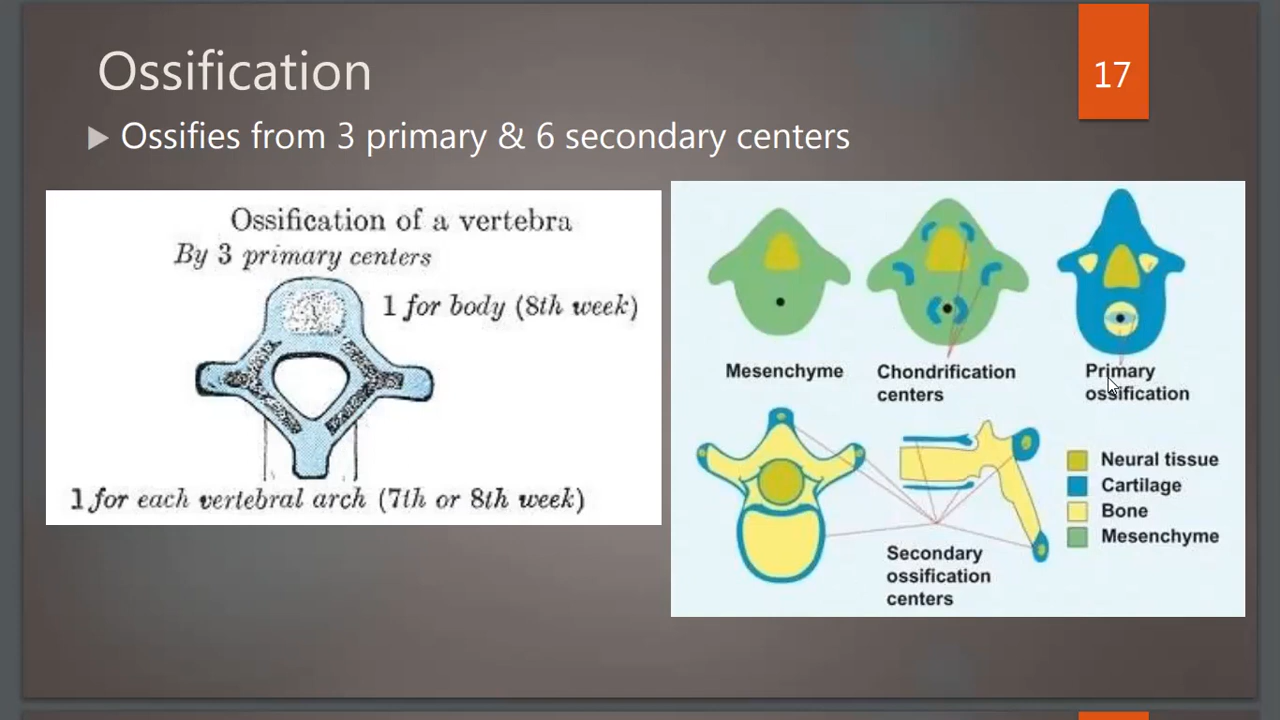 Ossification
17
Ossifies from 3 primary & 6 secondary centers
Ossification of a vertebra
By 3 primary centers
1 for body (8th week)
1 for each vertebral arch (7th or 8th week)
Mesenchyme
Chondrification
centers
Primary
ossification
Secondary
ossification
centers
Neural tissue
Cartilage
Bone
Mesenchyme